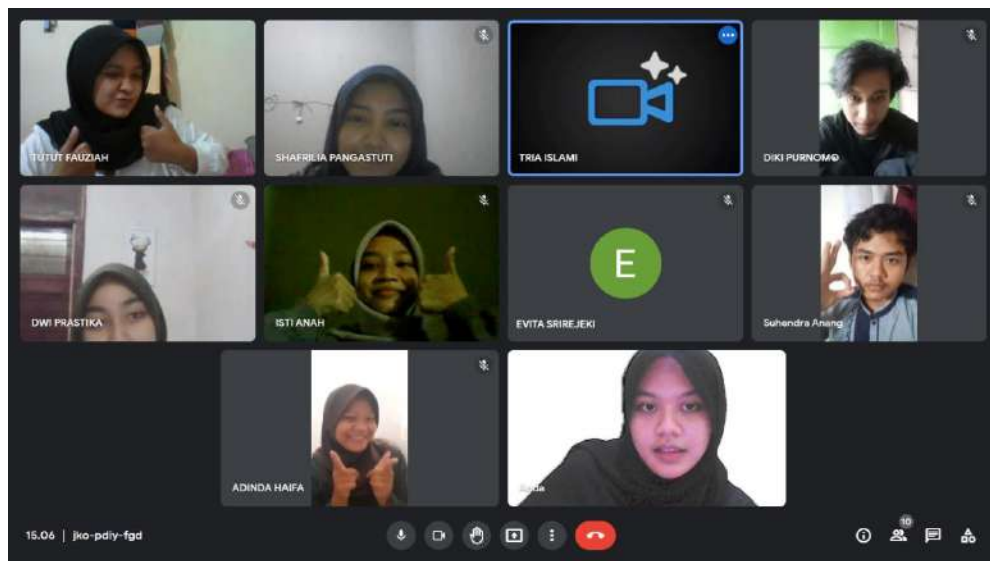 TUTUT FAUZIAH
SHAFRILIA PANGASTUTI
TRIA ISLAMI
DIKI PURNOMO
DWI PRASTIKA
ISTI ANAH
E
EVITA SRIREJEKI
Suhendra Anang
ADINDA HAIFA
Anda
15.06 | jko-pdiy-fgd
10